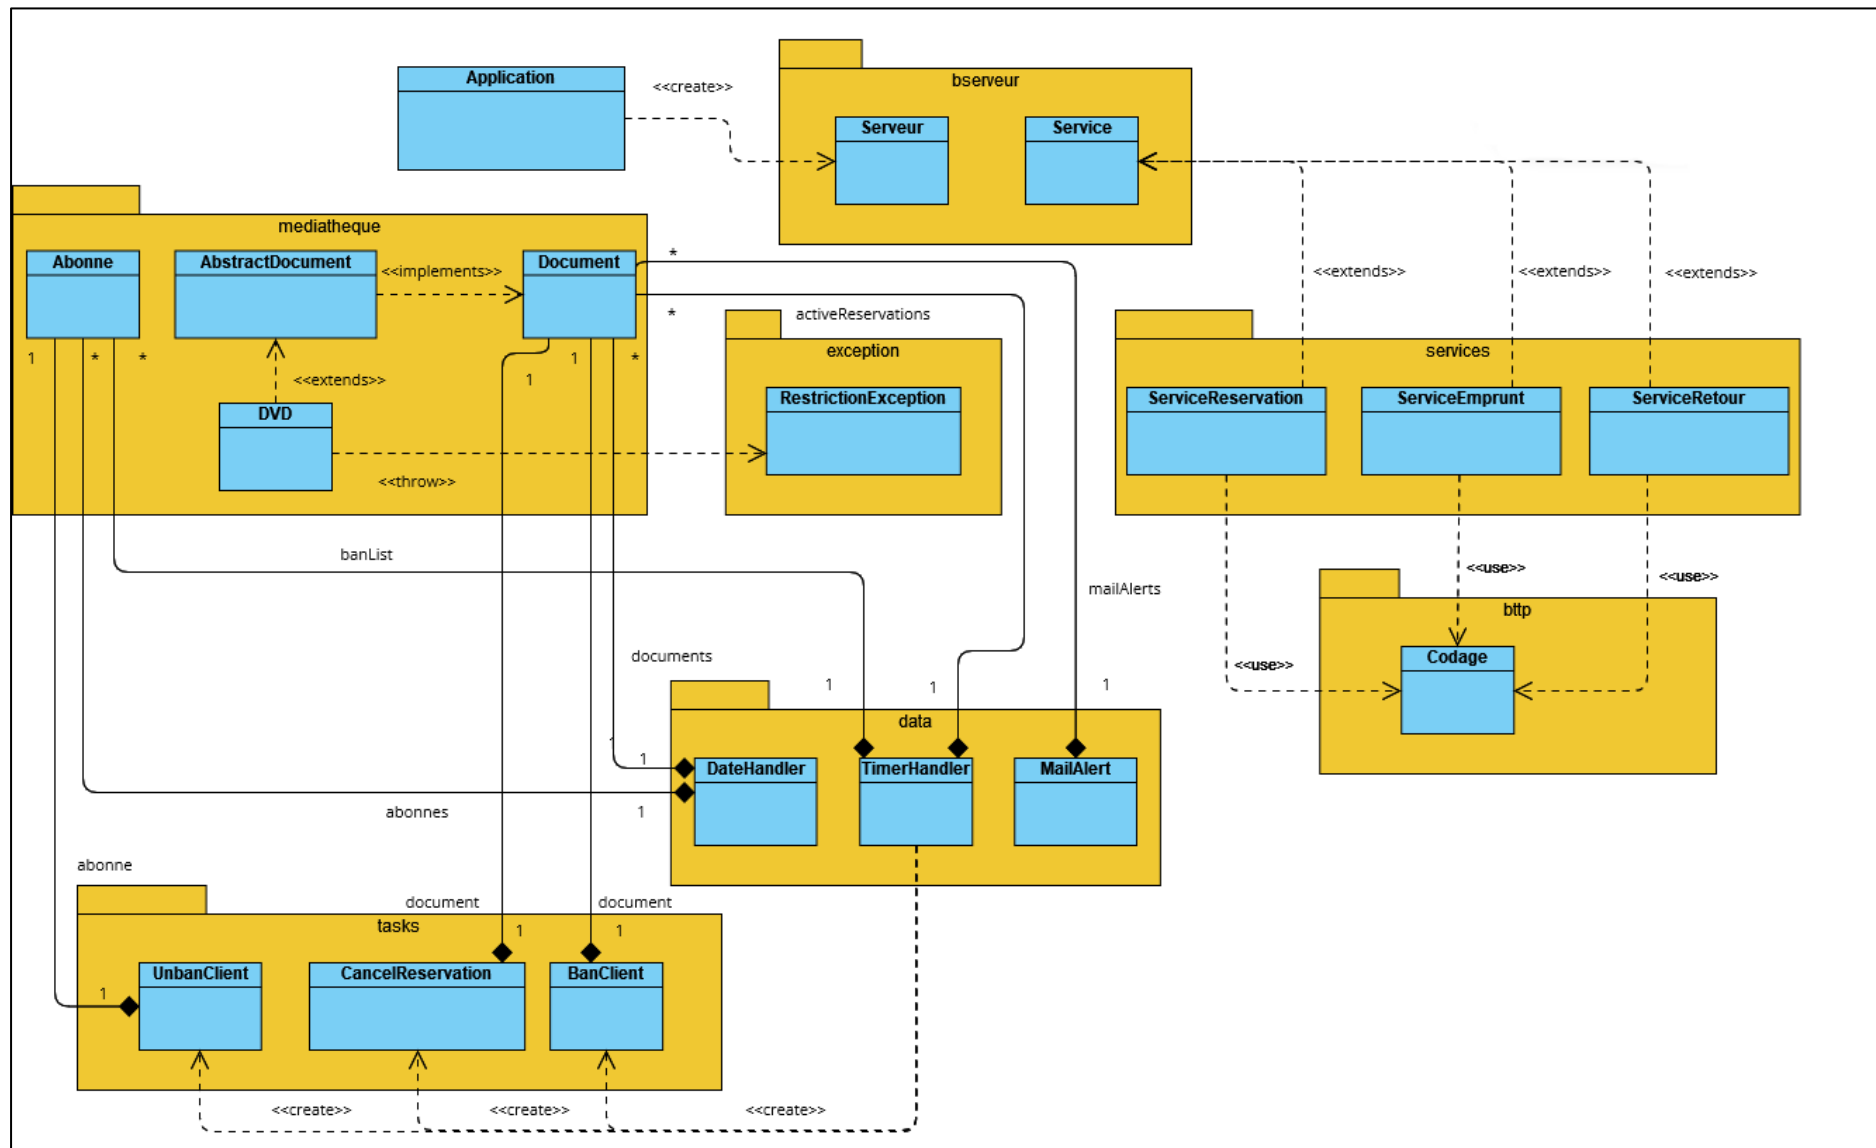 Application
<<create>>
bserveur
Serveur
Service
mediatheque
Abonne
AbstractDocument
<<implements>>
Document
*
<<extends>>
<<extends>>
<<extends>>
*
activeReservations
1
*
*
1
1
*
exception
services
<<extends>>
DVD
RestrictionException
ServiceReservation
ServiceEmprunt
ServiceRetour
<<throw>>
banList
<<use>>
<<use>>
mailAlerts
bttp
documents
Codage
<<use>>
1
1
1
data
1
DateHandler
TimerHandler
MailAlert
abonnes
1
abonne
document
document
tasks
1
1
UnbanClient
CancelReservation
BanClient
1
<<create>>
<<create>>
<<create>>